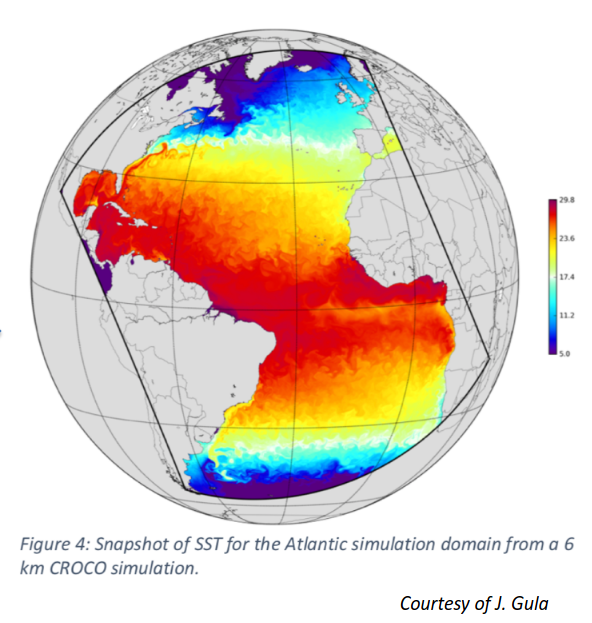 29.8
23.6
17.4
11.2
5.0
Figure 4: Snapshot of SST for the Atlantic simulation domain from a 6
km CROCO simulation.
Courtesy of J. Gula